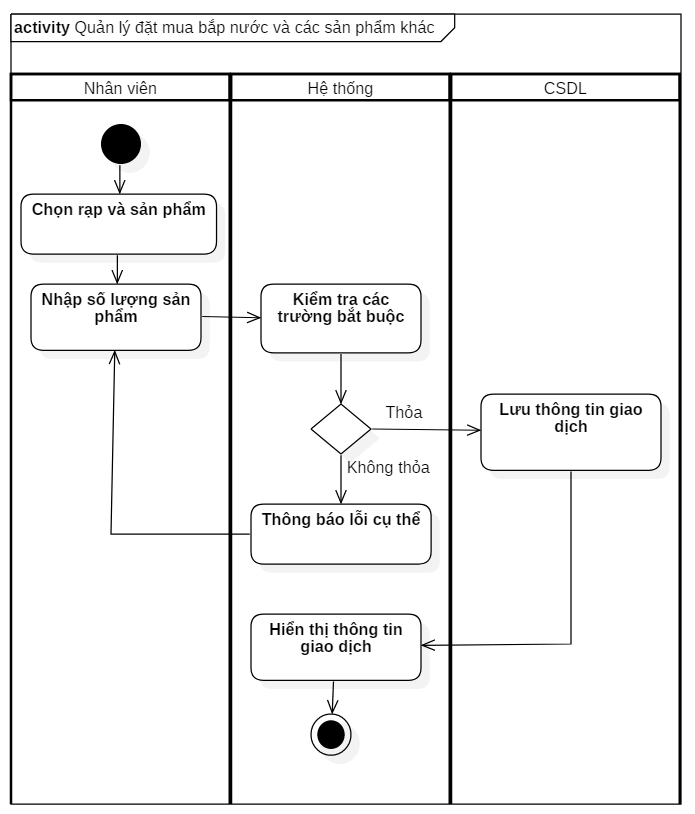 activity Quản lý đặt mua bắp nước và các sản phẩm khác
Nhân viên
Hệ thống
CSDL
Chọn rạp và sản phẩm
Nhập số lượng sản
phẩm
Kiểm tra các
trường bắt buộc
Thỏa
Lưu thông tin giao
dịch
Không thỏa
Thông báo lỗi cụ thể
Hiển thị thông tin
giao dịch